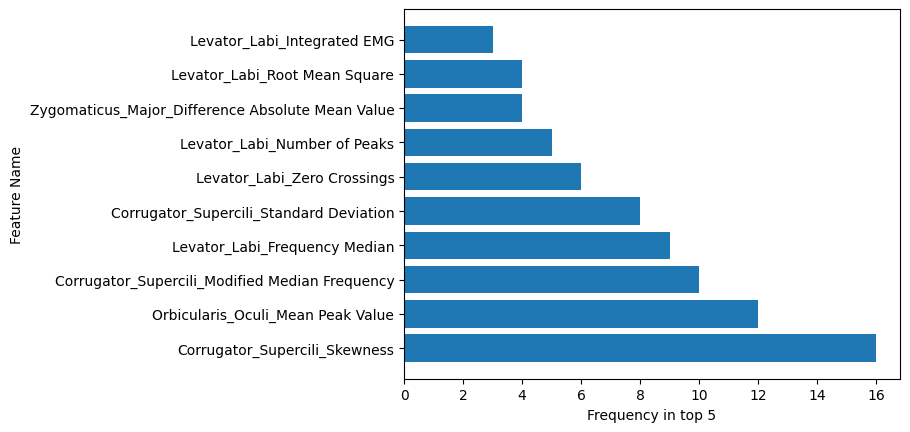 Feature Name
Levator_Labi_Integrated EMG
Levator_Labi_Root Mean Square
Zygomaticus_Major_Difference Absolute Mean Value
Levator_Labi_Number of Peaks
Levator_Labi_Zero Crossings
Corrugator_Supercili_Standard Deviation
Levator_Labi_Frequency Median
Corrugator_Supercili_Modified Median Frequency
Orbicularis_Oculi_Mean Peak Value
Corrugator_Supercili_Skewness
0 2 4 6 8 10 12 14 16
Frequency in top 5